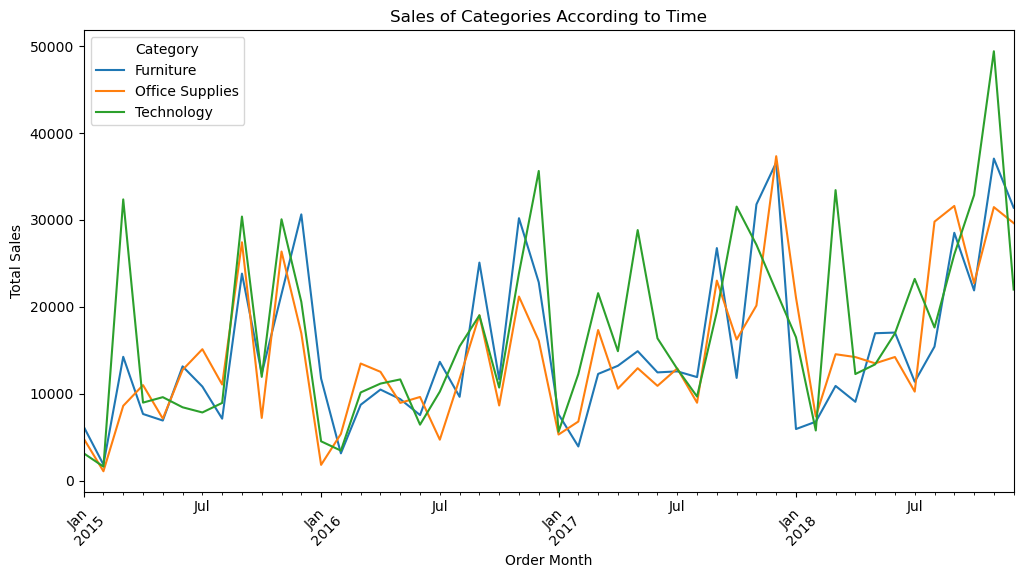 Sales of Categories According to Time
Category
Furniture
Office Supplies
Technology
Total Sales
50000
40000
30000
20000
10000
0
Jan
2015
Jul
Jan
2016
Jul
Jan
2017
Jul
Jan
2018
Jul
Order Month